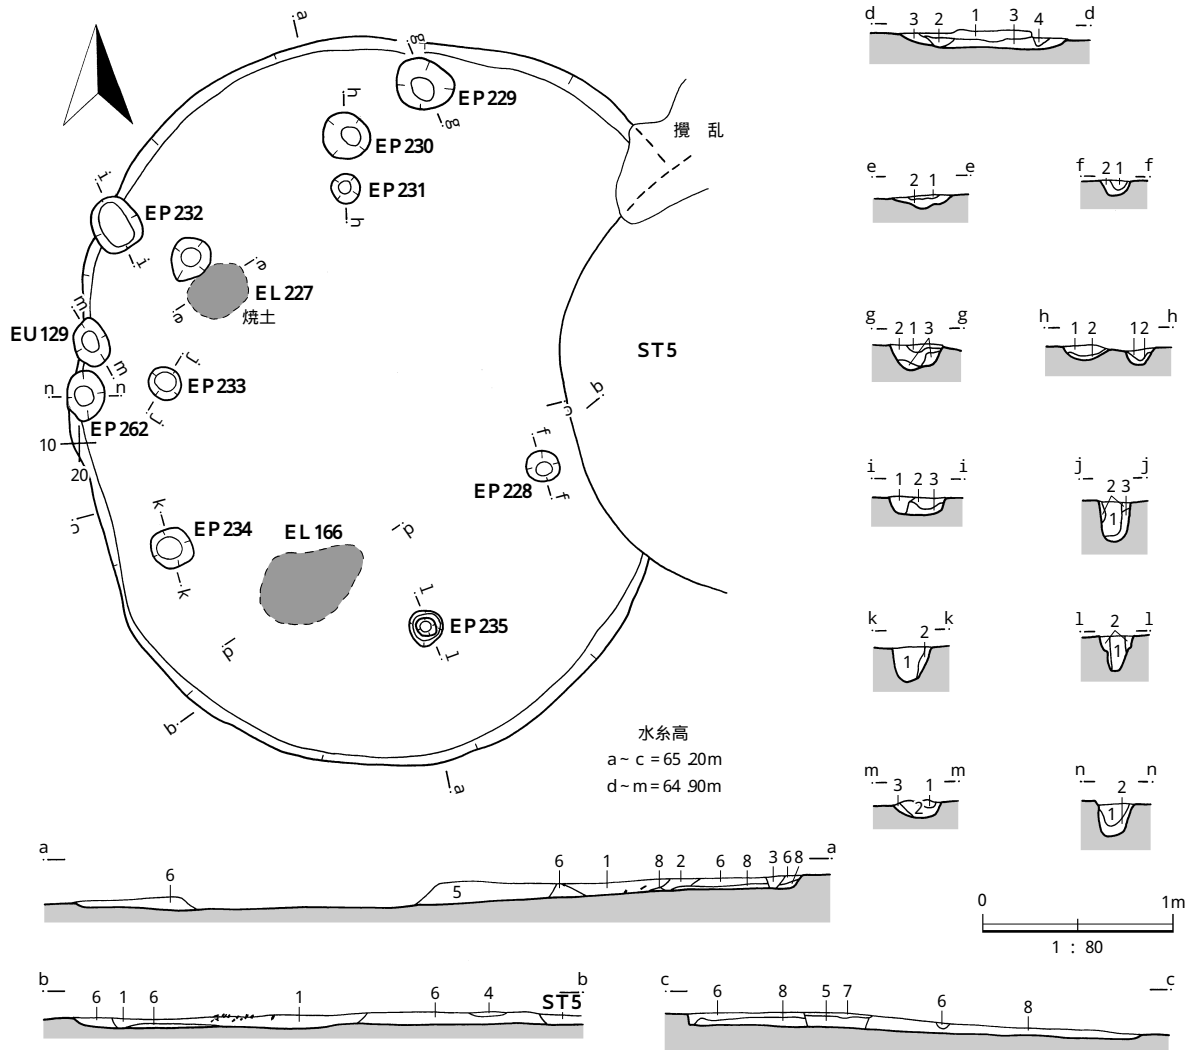 a
g
EP229
g
h
EP230
EP231
h
攪 乱
i
EP232
i
e
EL227
e
焼土
m
EU129
m
n
n
j
EP233
j
EP262
10
20
ST5
b
c
f
EP228
f
c
k
EP234
k
EL166
d
l
EP235
l
d
b
a
水糸高
a~c=65.20m
d~m=64.90m
d 3 2 1 3 4 d
e 2 1 e
f 2 1 f
g 2 1 3 g
h 1 2 1 2 h
i 1 2 3 i
j 2 3 j
1
k 2 k
1
l 2 l
1
m 3 1 m
2
n 2 n
1
a 6 5 6 1 8 2 6 8 3 6 8 a
0 1m
1 : 80
b 6 1 6 1 6 4 ST5 b
c 6 8 5 7 6 8 c